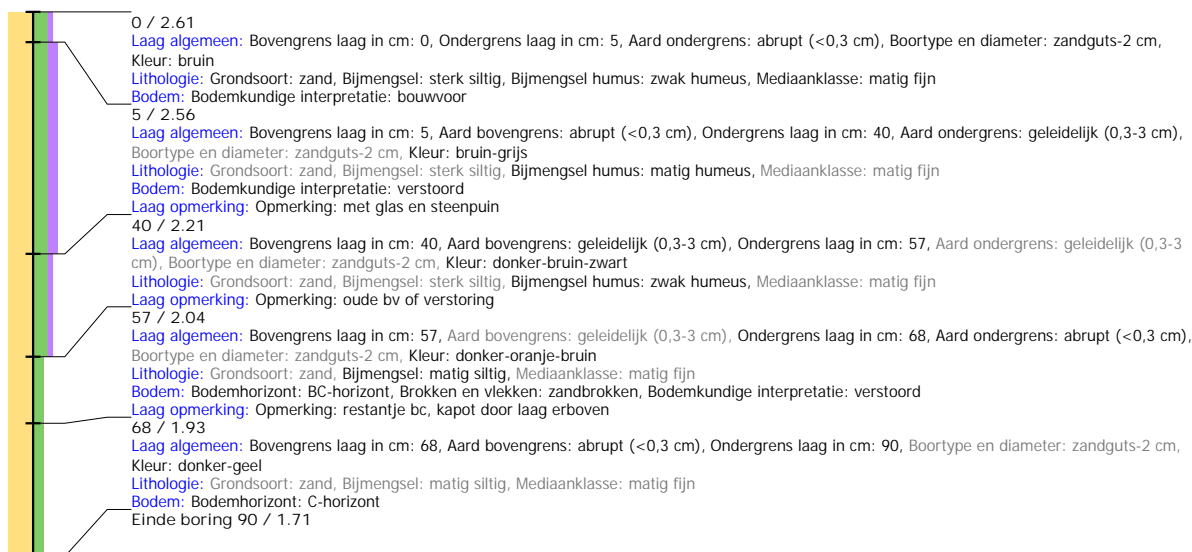 0 / 2.61
Laag algemeen: Bovengrens laag in cm: 0, Ondergrens laag in cm: 5, Aard ondergrens: abrupt (<0,3 cm), Boortype en diameter: zandguts-2 cm,
Kleur: bruin
Lithologie: Grondsoort: zand, Bijmengsel: sterk siltig, Bijmengsel humus: zwak humeus, Mediaanklasse: matig fijn
Bodem: Bodemkundige interpretatie: bouwvoor
5 / 2.56
Laag algemeen: Bovengrens laag in cm: 5, Aard bovengrens: abrupt (<0,3 cm), Ondergrens laag in cm: 40, Aard ondergrens: geleidelijk (0,3-3 cm),
Boortype en diameter: zandguts-2 cm, Kleur: bruin-grijs
Lithologie: Grondsoort: zand, Bijmengsel: sterk siltig, Bijmengsel humus: matig humeus, Mediaanklasse: matig fijn
Bodem: Bodemkundige interpretatie: verstoord
Laag opmerking: Opmerking: met glas en steenpuin
40 / 2.21
Laag algemeen: Bovengrens laag in cm: 40, Aard bovengrens: geleidelijk (0,3-3 cm), Ondergrens laag in cm: 57, Aard ondergrens: geleidelijk (0,3-3
cm), Boortype en diameter: zandguts-2 cm, Kleur: donker-bruin-zwart
Lithologie: Grondsoort: zand, Bijmengsel: sterk siltig, Bijmengsel humus: zwak humeus, Mediaanklasse: matig fijn
Laag opmerking: Opmerking: oude bv of verstoring
57 / 2.04
Laag algemeen: Bovengrens laag in cm: 57, Aard bovengrens: geleidelijk (0,3-3 cm), Ondergrens laag in cm: 68, Aard ondergrens: abrupt (<0,3 cm),
Boortype en diameter: zandguts-2 cm, Kleur: donker-oranje-bruin
Lithologie: Grondsoort: zand, Bijmengsel: matig siltig, Mediaanklasse: matig fijn
Bodem: Bodemhorizont: BC-horizont, Brokken en vlekken: zandbrokken, Bodemkundige interpretatie: verstoord
Laag opmerking: Opmerking: restantje bc, kapot door laag erboven
68 / 1.93
Laag algemeen: Bovengrens laag in cm: 68, Aard bovengrens: abrupt (<0,3 cm), Ondergrens laag in cm: 90, Boortype en diameter: zandguts-2 cm,
Kleur: donker-geel
Lithologie: Grondsoort: zand, Bijmengsel: matig siltig, Mediaanklasse: matig fijn
Bodem: Bodemhorizont: C-horizont
Einde boring 90 / 1.71